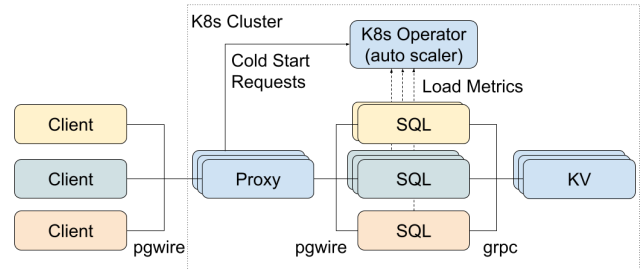 K8s Cluster
K8s Operator
(auto scaler)
Cold Start
Requests
Load Metrics
Client
SQL
Client
Proxy
SQL
KV
Client
SQL
pgwire
pgwire
grpc